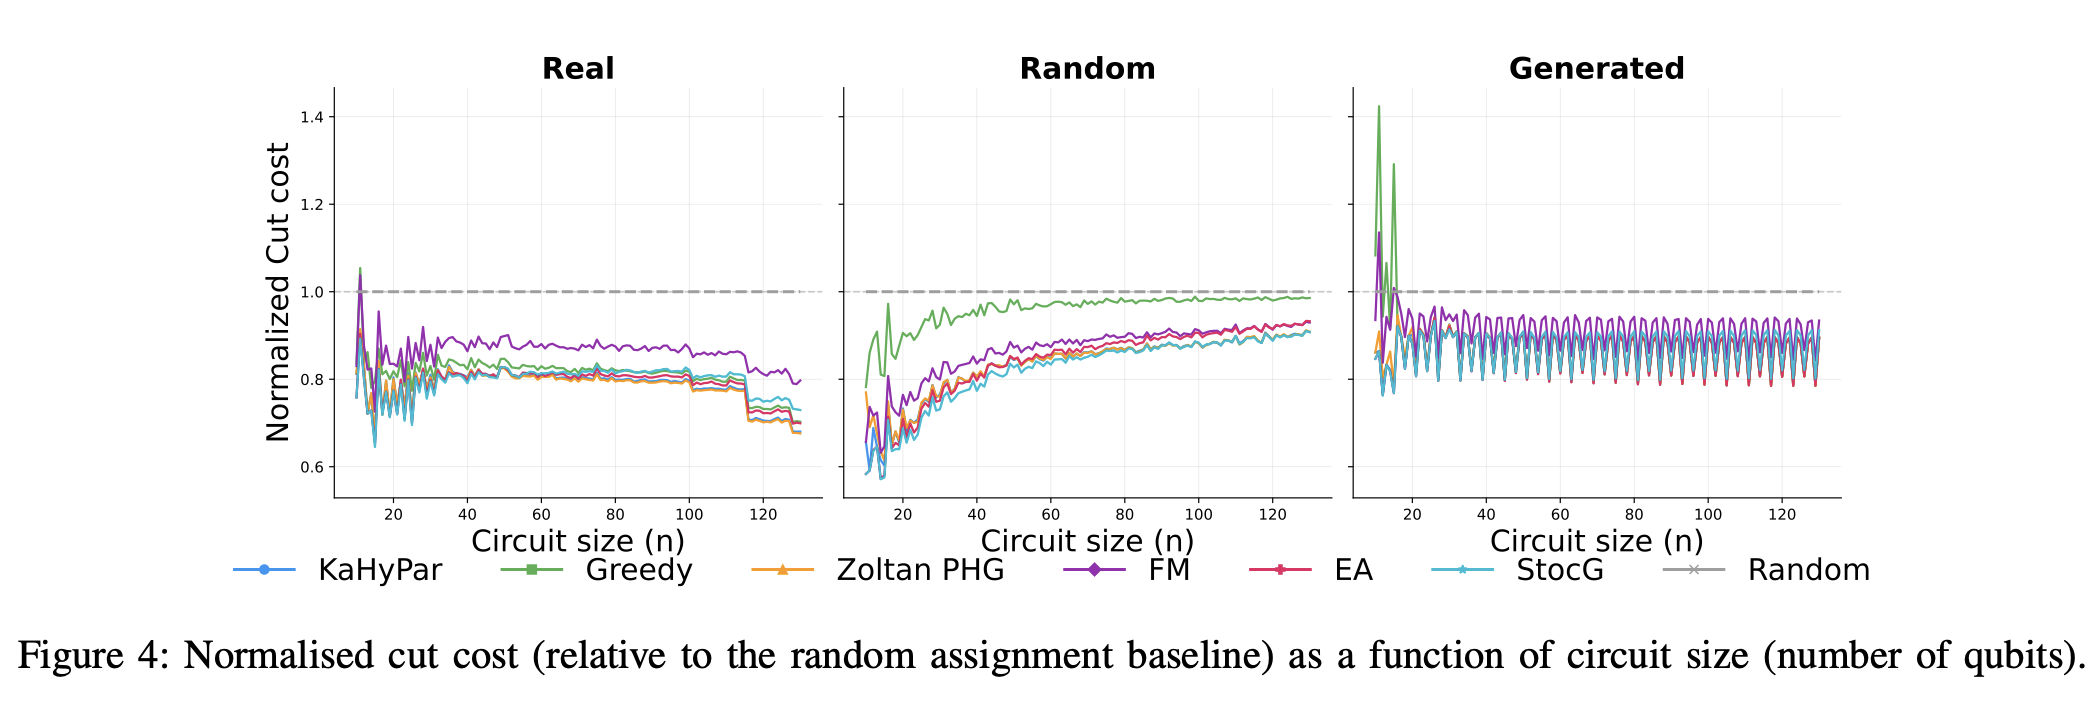 Real Random Generated
Normalized Cut cost
1.4
1.2
1.0
0.8
0.6
20 40 60 80 100 120 20 40 60 80 100 120 20 40 60 80 100 120
Circuit size (n) Circuit size (n) Circuit size (n)
KaHyPar Greedy Zoltan PHG FM EA StocG Random
Figure 4: Normalised cut cost (relative to the random assignment baseline) as a function of circuit size (number of qubits).